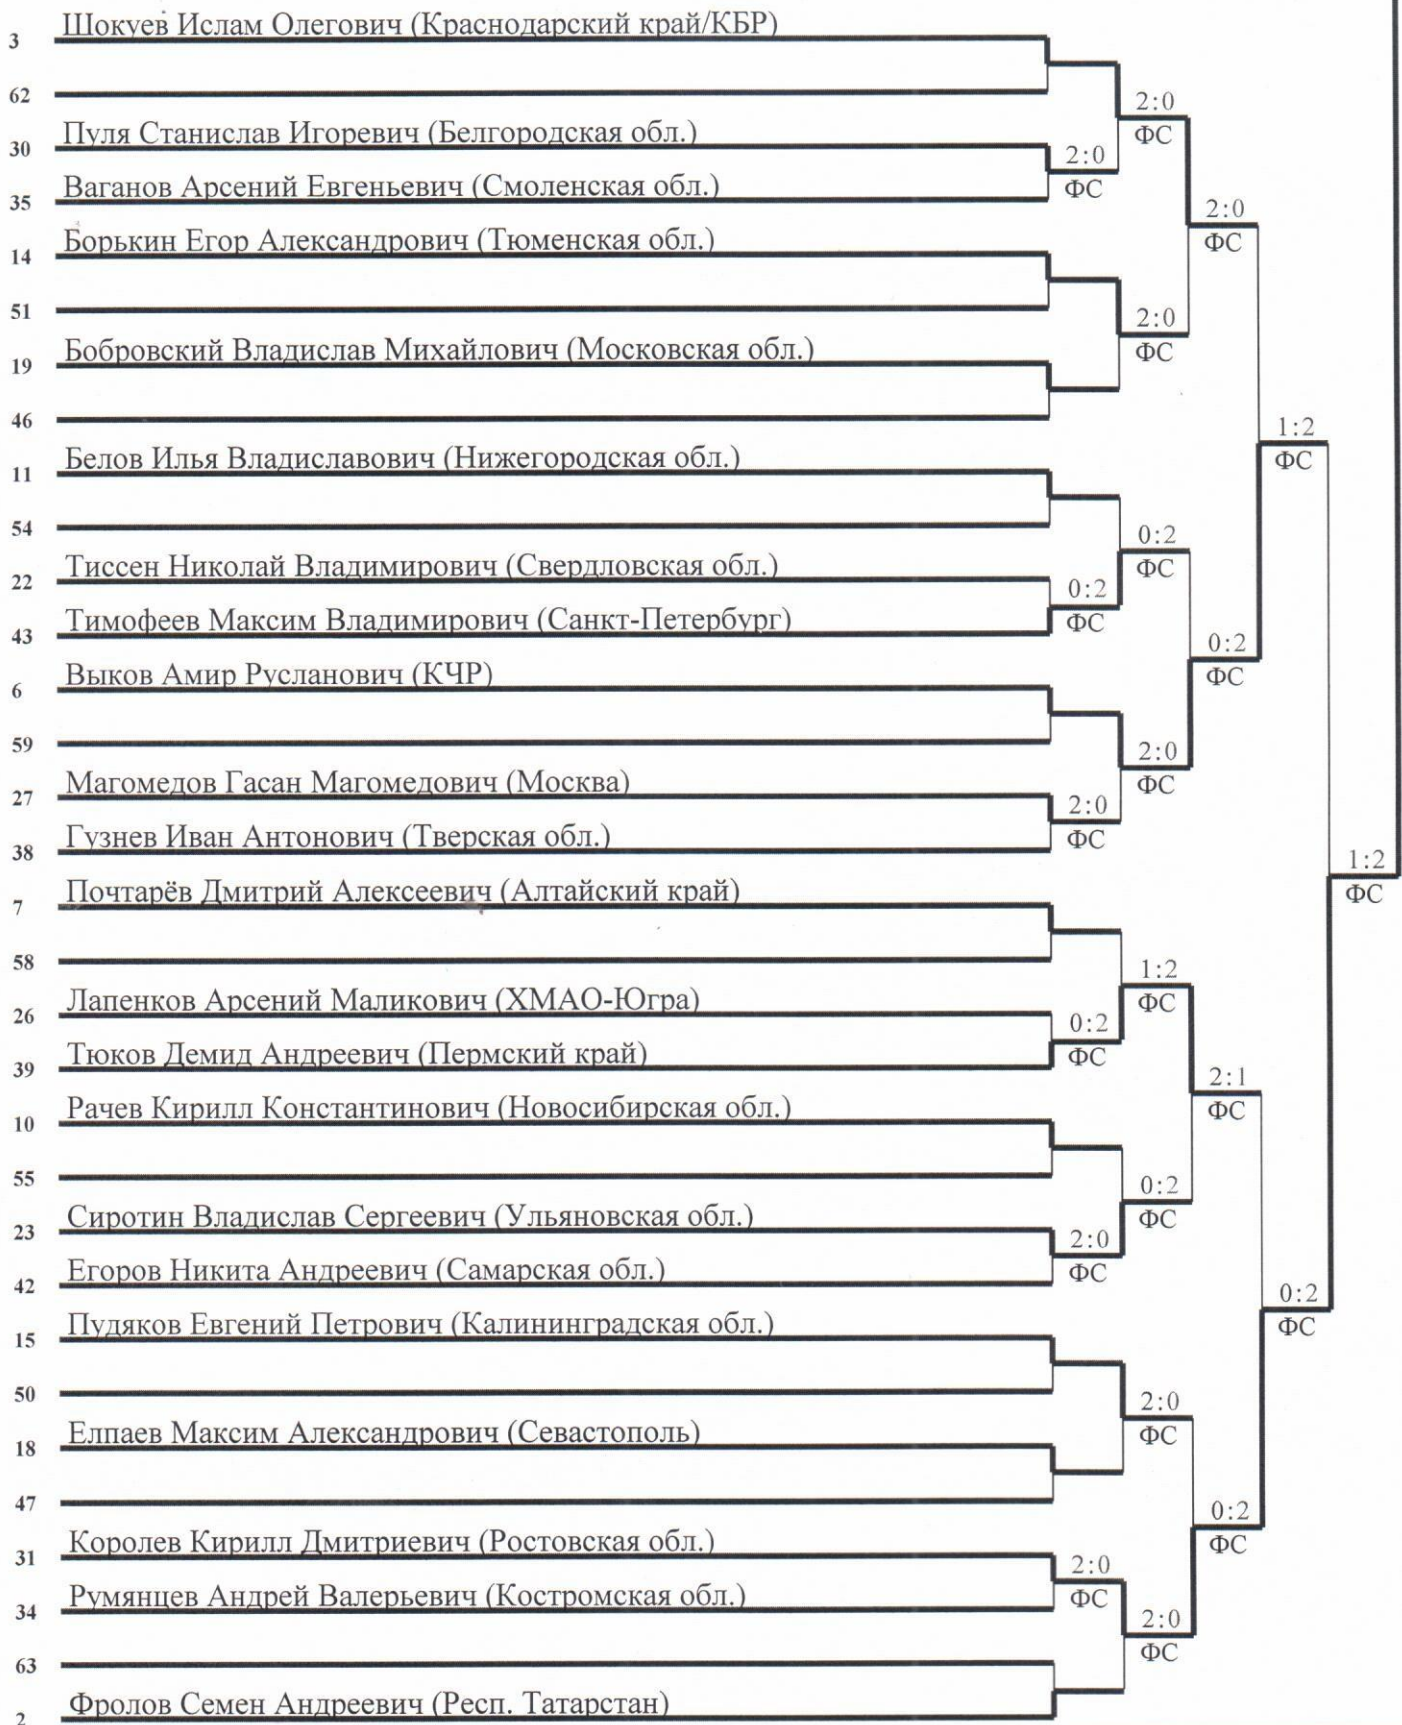 3 Шокуев Ислам Олегович (Краснодарский край/КБР)
62
2:0
ФС
30 Пуля Станислав Игоревич (Белгородская обл.)
2:0
ФС
35 Ваганов Арсений Евгеньевич (Смоленская обл.)
2:0
ФС
14 Борькин Егор Александрович (Тюменская обл.)
51
2:0
ФС
19 Бобровский Владислав Михайлович (Московская обл.)
46
1:2
ФС
11 Белов Илья Владиславович (Нижегородская обл.)
54
0:2
ФС
22 Тиссен Николай Владимирович (Свердловская обл.)
0:2
ФС
43 Тимофеев Максим Владимирович (Санкт-Петербург)
0:2
ФС
6 Выков Амир Русланович (КЧР)
59
2:0
ФС
27 Магомедов Гасан Магомедович (Москва)
2:0
ФС
38 Гузнев Иван Антонович (Тверская обл.)
1:2
ФС
7 Почтарёв Дмитрий Алексеевич (Алтайский край)
58
1:2
ФС
26 Лапенков Арсений Маликович (ХМАО-Югра)
0:2
ФС
39 Тюков Демид Андреевич (Пермский край)
2:1
ФС
10 Рачев Кирилл Константинович (Новосибирская обл.)
55
0:2
ФС
23 Сиротин Владислав Сергеевич (Ульяновская обл.)
2:0
ФС
42 Егоров Никита Андреевич (Самарская обл.)
0:2
ФС
15 Пудяков Евгений Петрович (Калининградская обл.)
50
2:0
ФС
18 Елпаев Максим Александрович (Севастополь)
47
0:2
ФС
31 Королев Кирилл Дмитриевич (Ростовская обл.)
2:0
ФС
34 Румянцев Андрей Валерьевич (Костромская обл.)
2:0
ФС
63
2 Фролов Семен Андреевич (Респ. Татарстан)